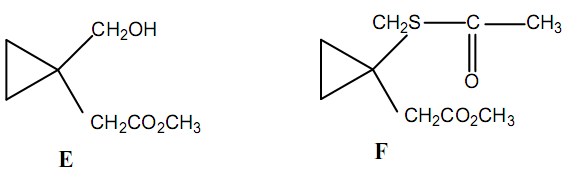 CH₂OH
CH₂CO₂CH₃
E
CH₂S C CH₃
O
CH₂CO₂CH₃
F